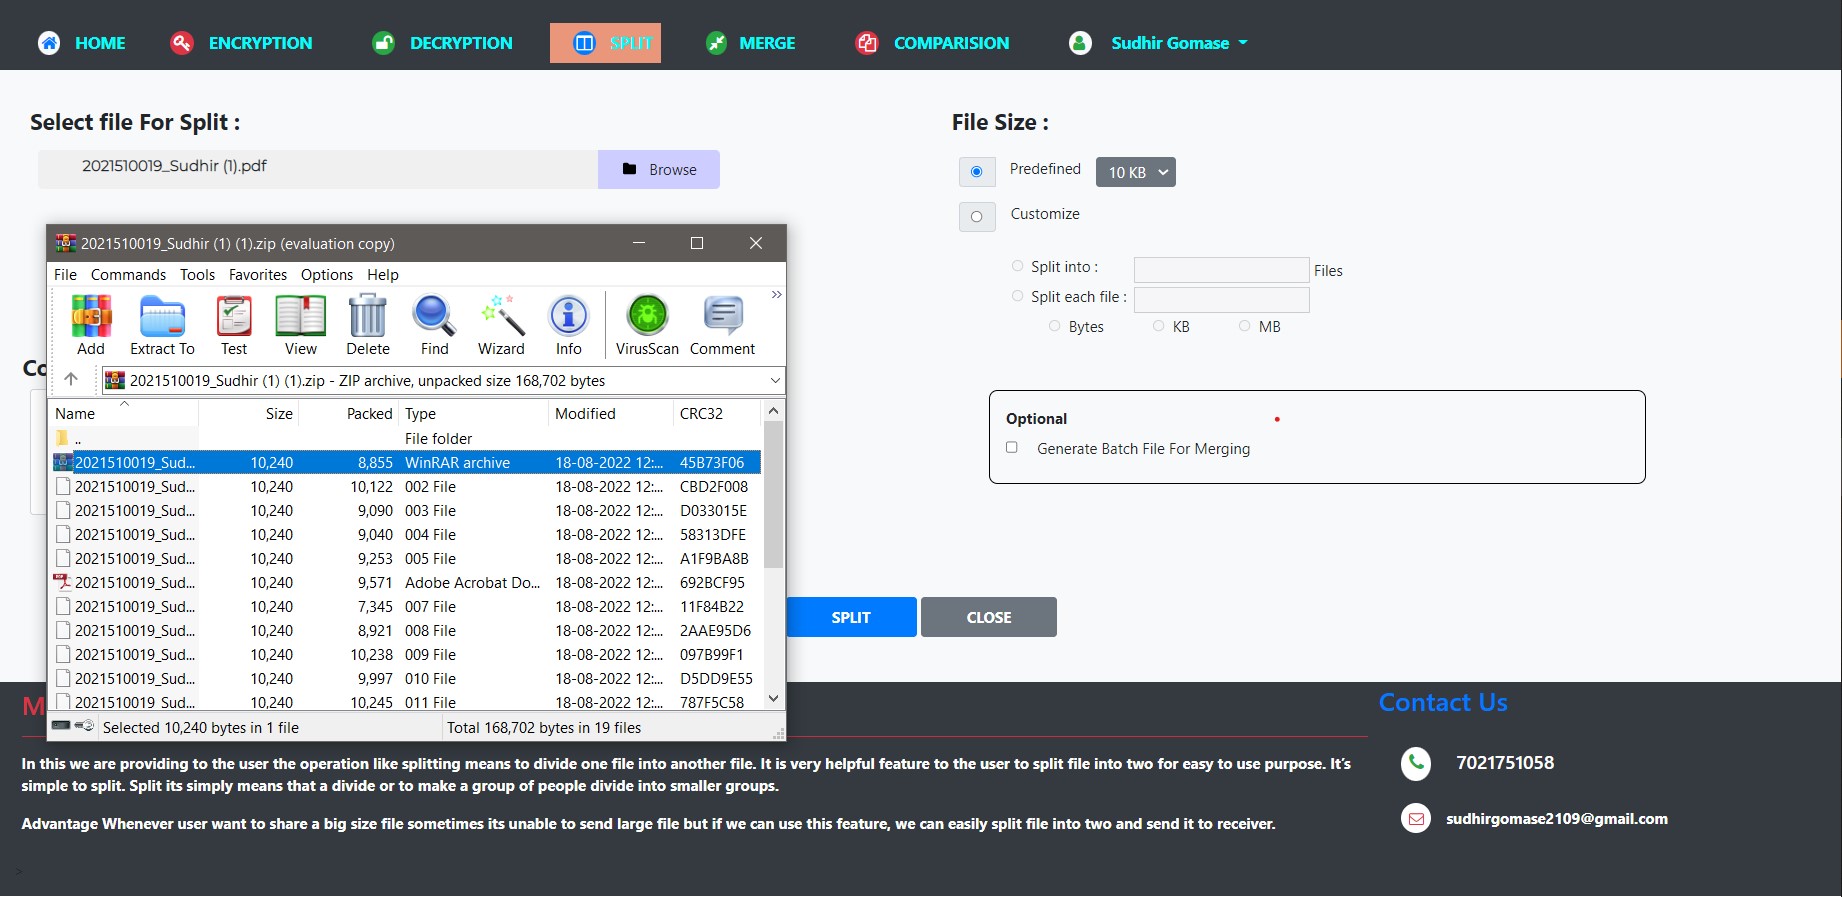 HOME ENCRYPTION DECRYPTION SPLIT MERGE COMPARISION Sudhir Gomase
Select file For Split :
2021510019_Sudhir (1).pdf Browse
File Size :
Predefined 10 KB
Customize
Split into : Files
Split each file :
Bytes KB MB
Optional
Generate Batch File For Merging
2021510019_Sudhir (1) (1).zip (evaluation copy)
File Commands Tools Favorites Options Help
Add Extract To Test View Delete Find Wizard Info VirusScan Comment
Co
2021510019_Sudhir (1) (1).zip - ZIP archive, unpacked size 168,702 bytes
Name Size Packed Type Modified CRC32
.. File folder
2021510019_Sud... 10,240 8,855 WinRAR archive 18-08-2022 12:... 45B73F06
2021510019_Sud... 10,240 10,122 002 File 18-08-2022 12:... CBD2F008
2021510019_Sud... 10,240 9,090 003 File 18-08-2022 12:... D033015E
2021510019_Sud... 10,240 9,040 004 File 18-08-2022 12:... 58313DFE
2021510019_Sud... 10,240 9,253 005 File 18-08-2022 12:... A1F9BA8B
2021510019_Sud... 10,240 9,571 Adobe Acrobat Do... 18-08-2022 12:... 692BCF95
2021510019_Sud... 10,240 7,345 007 File 18-08-2022 12:... 11F84B22
2021510019_Sud... 10,240 8,921 008 File 18-08-2022 12:... 2AAE95D6
2021510019_Sud... 10,240 10,238 009 File 18-08-2022 12:... 097B99F1
2021510019_Sud... 10,240 9,997 010 File 18-08-2022 12:... D5DD9E55
2021510019_Sud... 10,240 10,245 011 File 18-08-2022 12:... 787F5C58
Selected 10,240 bytes in 1 file Total 168,702 bytes in 19 files
SPLIT CLOSE
M
In this we are providing to the user the operation like splitting means to divide one file into another file. It is very helpful feature to the user to split file into two for easy to use purpose. It's
simple to split. Split its simply means that a divide or to make a group of people divide into smaller groups.
Advantage Whenever user want to share a big size file sometimes its unable to send large file but if we can use this feature, we can easily split file into two and send it to receiver.
>
Contact Us
7021751058
sudhirgomase2109@gmail.com